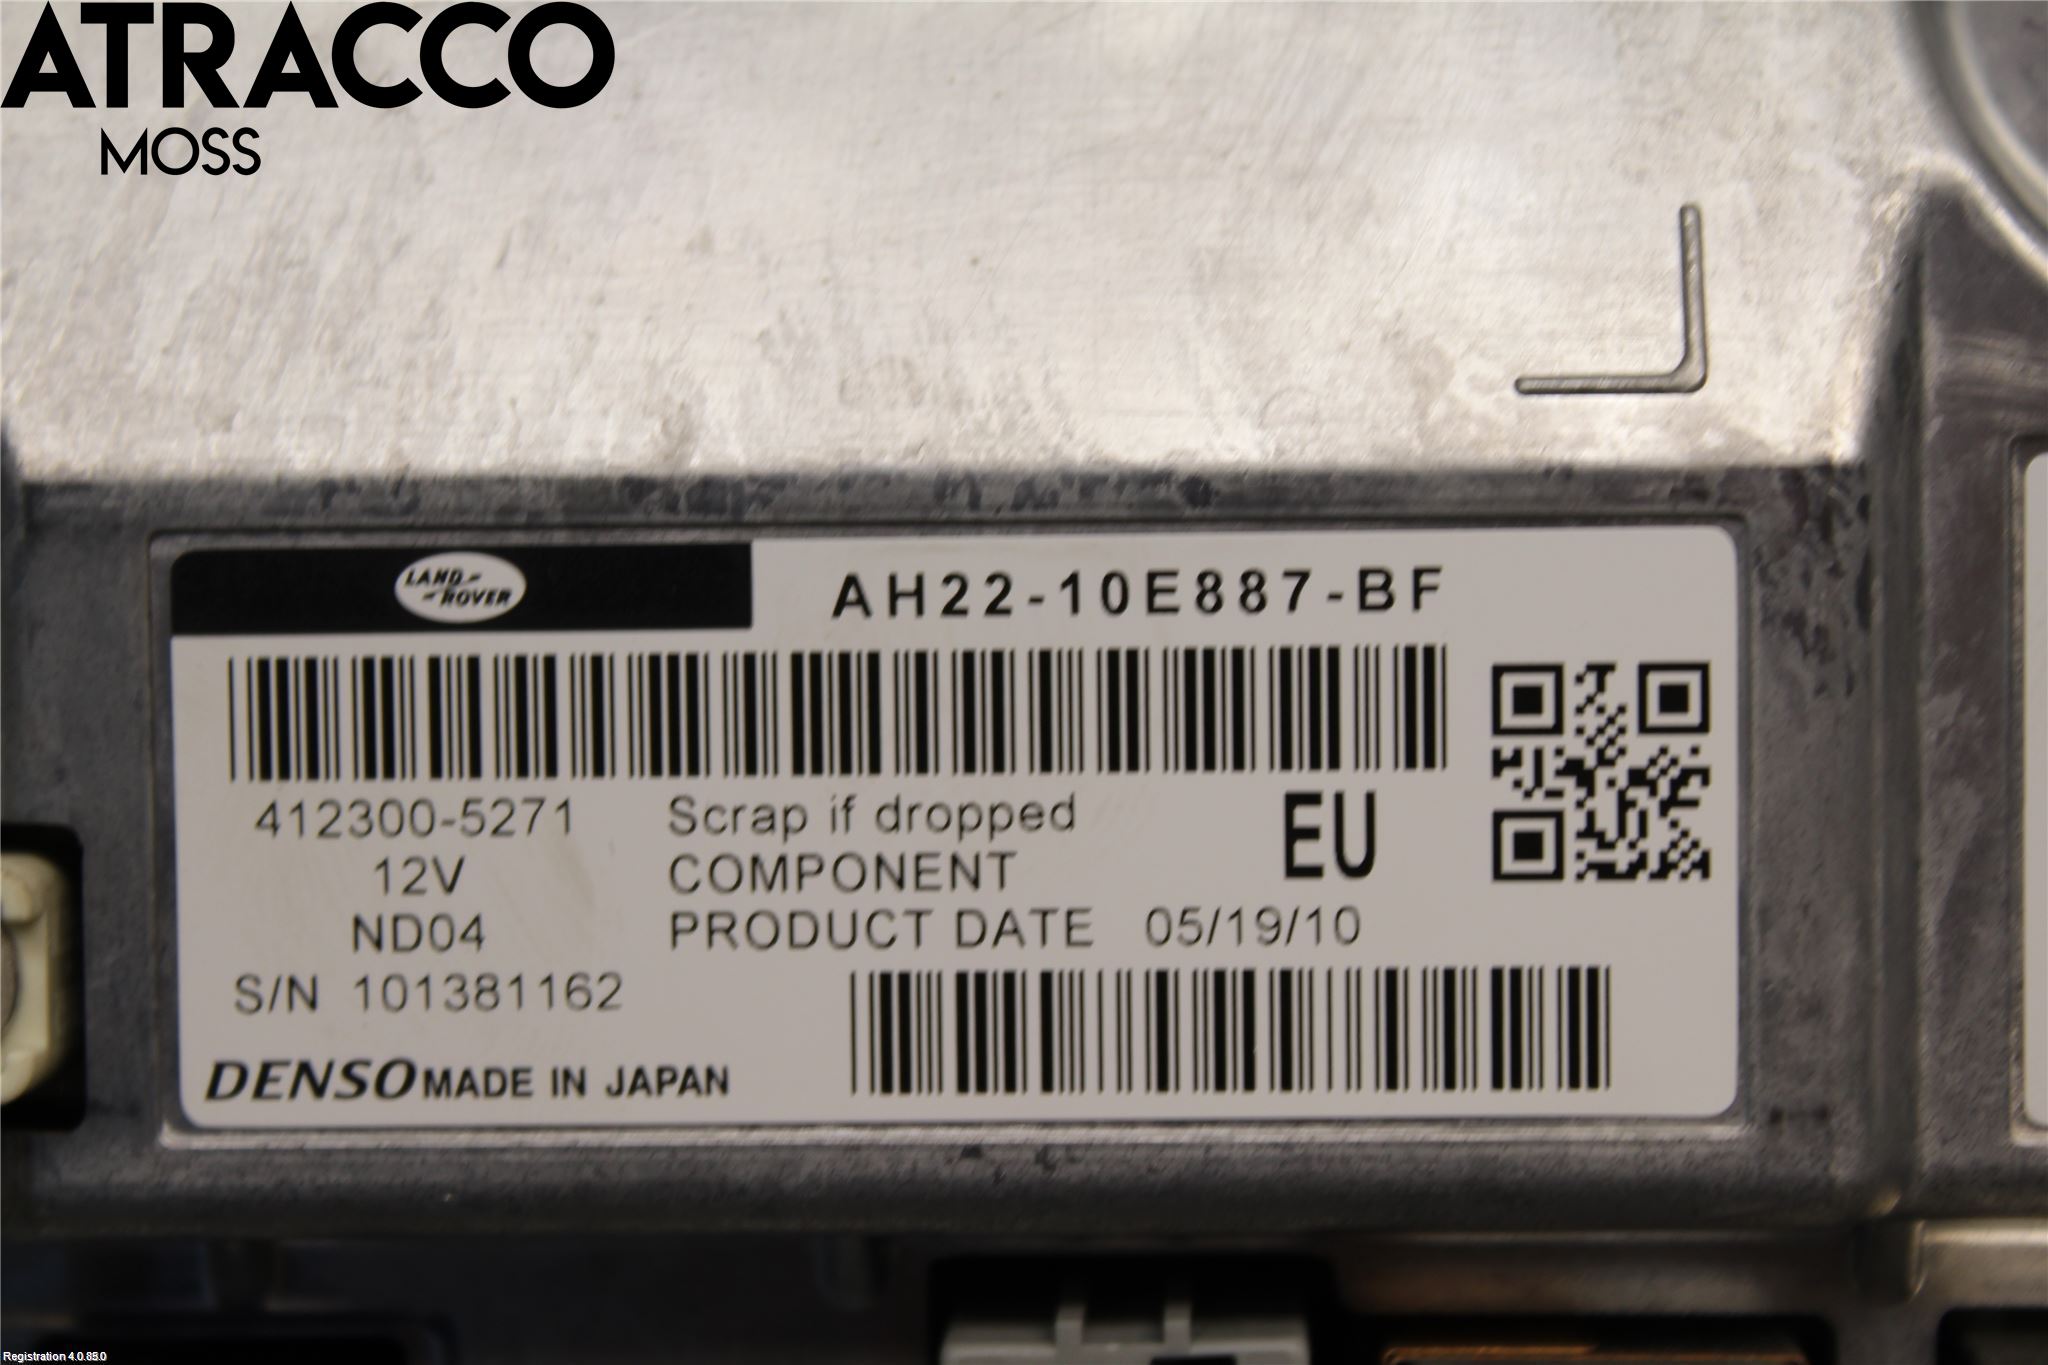 ATRACCO
MOSS
LAND-
-ROVER
AH22-10E887-BF
412300-5271 Scrap if dropped EU
12V COMPONENT
ND04 PRODUCT DATE 05/19/10
S/N 101381162
DENSO MADE IN JAPAN
Registration 4.0.85.0